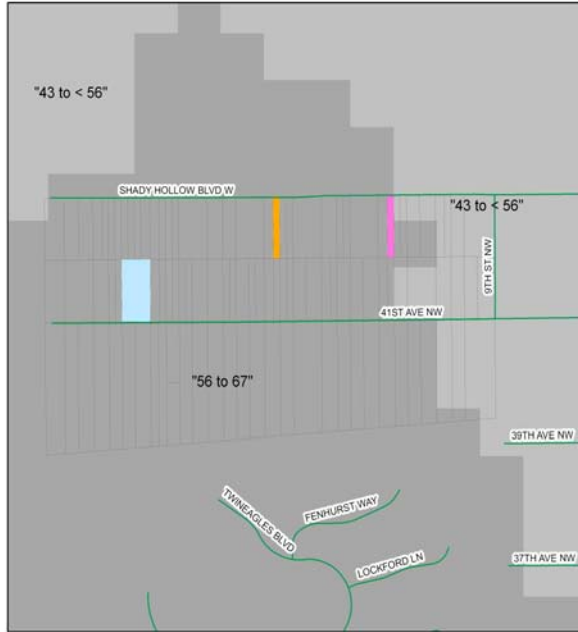 "43 to < 56"
SHADY HOLLOW BLVD W
"43 to < 56"
9TH ST NW
41ST AVE NW
"56 to 67"
39TH AVE NW
TWINEAGLES BLVD
FENHURST WAY
LOCKFORD LN
37TH AVE NW